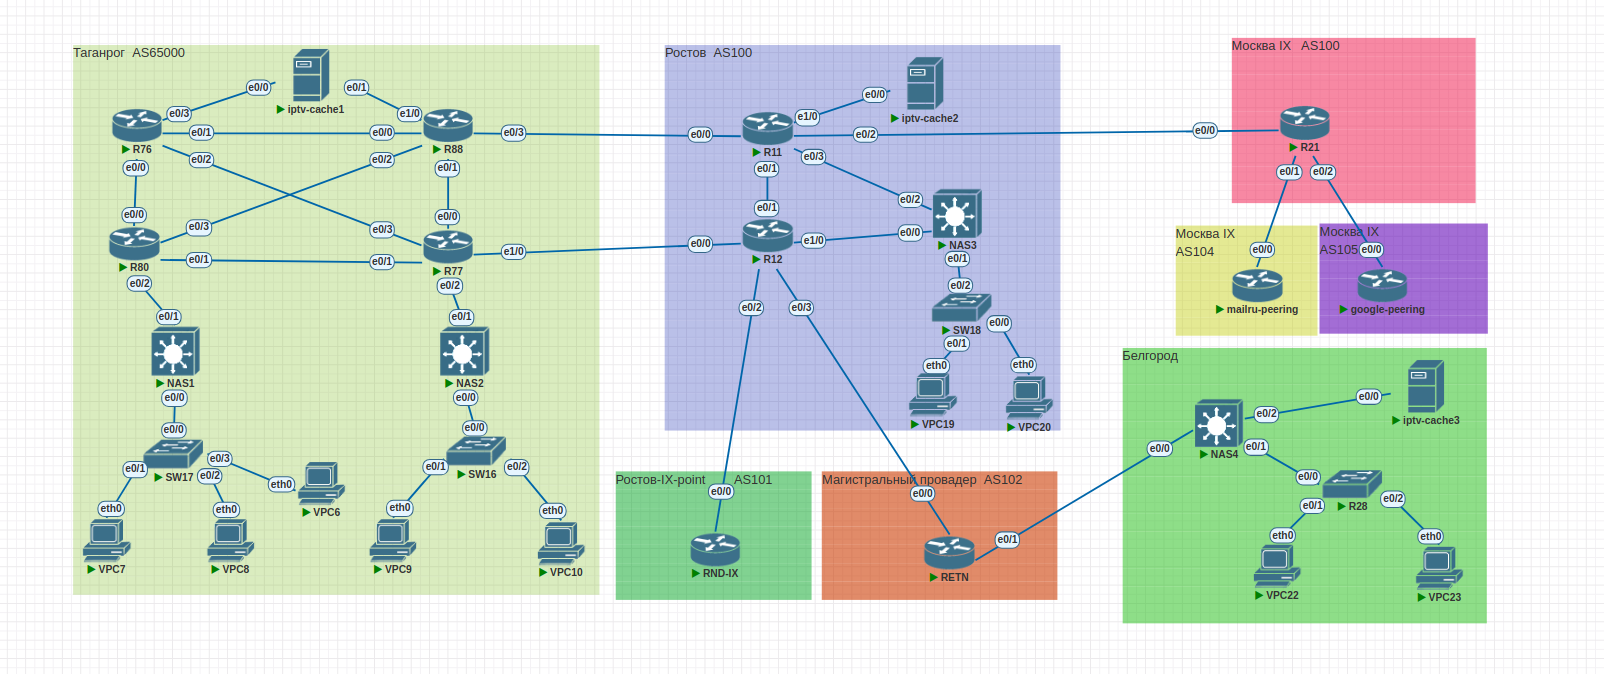 Таганрог AS65000
e0/0
e0/1
iptv-cache1
e0/3
e1/0
e0/1
e0/0
e0/3
R76
R88
e0/0
e0/2
e0/2
e0/1
e0/0
e0/0
e0/3
e0/3
R80
R77
e0/1
e0/1
e1/0
e0/2
e0/2
e0/1
e0/1
NAS1
NAS2
e0/0
e0/0
e0/0
e0/0
SW17
SW16
e0/1
e0/3
e0/2
e0/1
e0/2
eth0
VPC6
eth0
eth0
eth0
eth0
VPC7
VPC8
VPC9
VPC10
Ростов AS100
e0/0
iptv-cache2
e1/0
e0/0
e0/2
R11
e0/3
e0/1
e0/2
e0/1
e0/0
e1/0
e0/0
R12
NAS3
e0/1
e0/2
e0/2
e0/3
SW18
e0/0
e0/1
eth0
eth0
VPC19
VPC20
Ростов-IX-point AS101
e0/0
RND-IX
Магистральный провадер AS102
e0/0
e0/1
RETN
Москва IX AS100
e0/0
R21
e0/1
e0/2
Москва IX
AS104
e0/0
mailru-peering
Москва IX
AS105
e0/0
google-peering
Белгород
e0/0
iptv-cache3
e0/2
e0/0
NAS4
e0/1
e0/0
R28
e0/1
e0/2
eth0
eth0
VPC22
VPC23